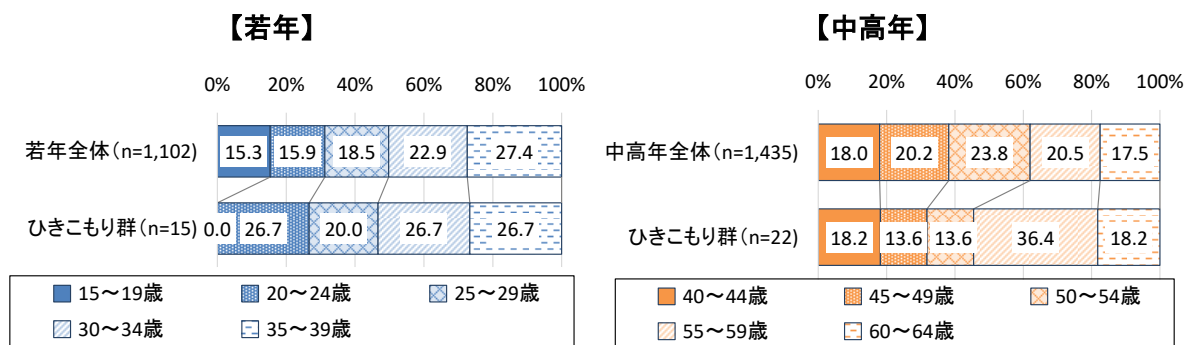 【若年】
0% 20% 40% 60% 80% 100%
若年全体（n=1,102） 15.3 15.9 18.5 22.9 27.4
ひきこもり群（n=15） 0.0 26.7 20.0 26.7 26.7
15～19歳 20～24歳 25～29歳
30～34歳 35～39歳
【中高年】
0% 20% 40% 60% 80% 100%
中高年全体（n=1,435） 18.0 20.2 23.8 20.5 17.5
ひきこもり群（n=22） 18.2 13.6 13.6 36.4 18.2
40～44歳 45～49歳 50～54歳
55～59歳 60～64歳